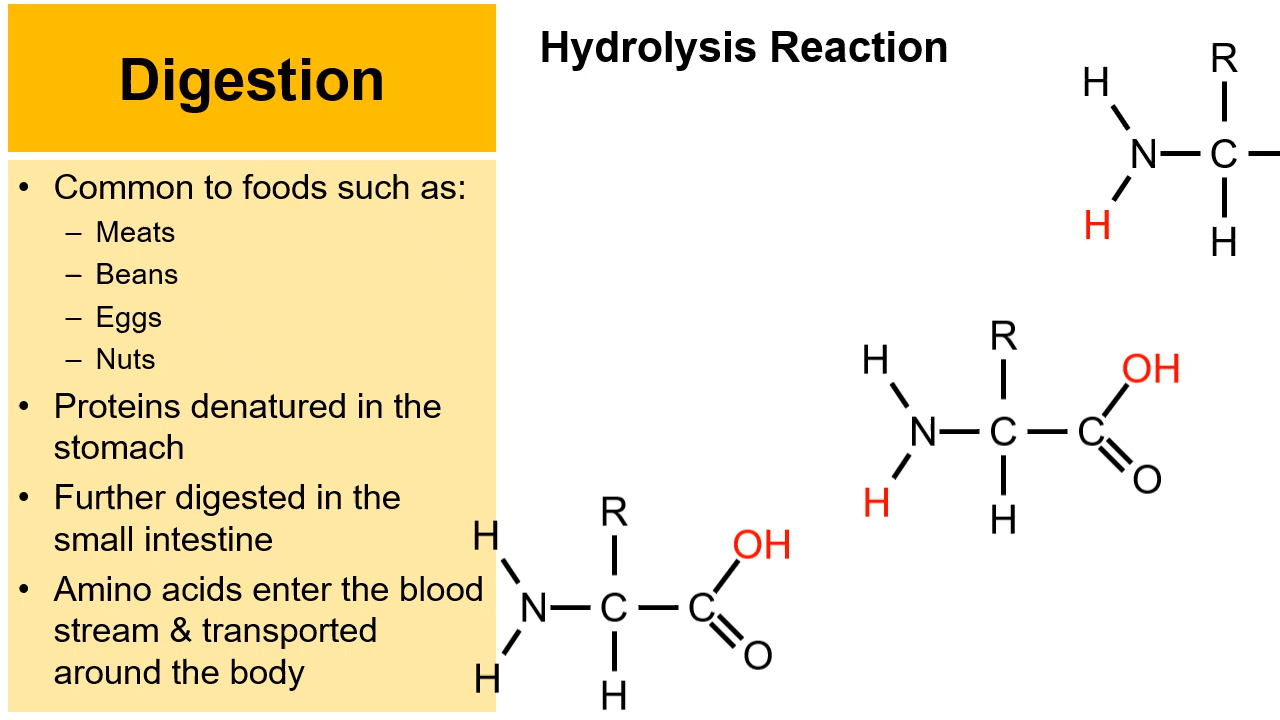 Digestion
• Common to foods such as:
– Meats
– Beans
– Eggs
– Nuts
• Proteins denatured in the
stomach
• Further digested in the
small intestine
• Amino acids enter the blood
stream & transported
around the body
Hydrolysis Reaction
R
H
N C
H
H
R
H OH
N C C
O
H
H
R
H OH
N C C
O
H
H